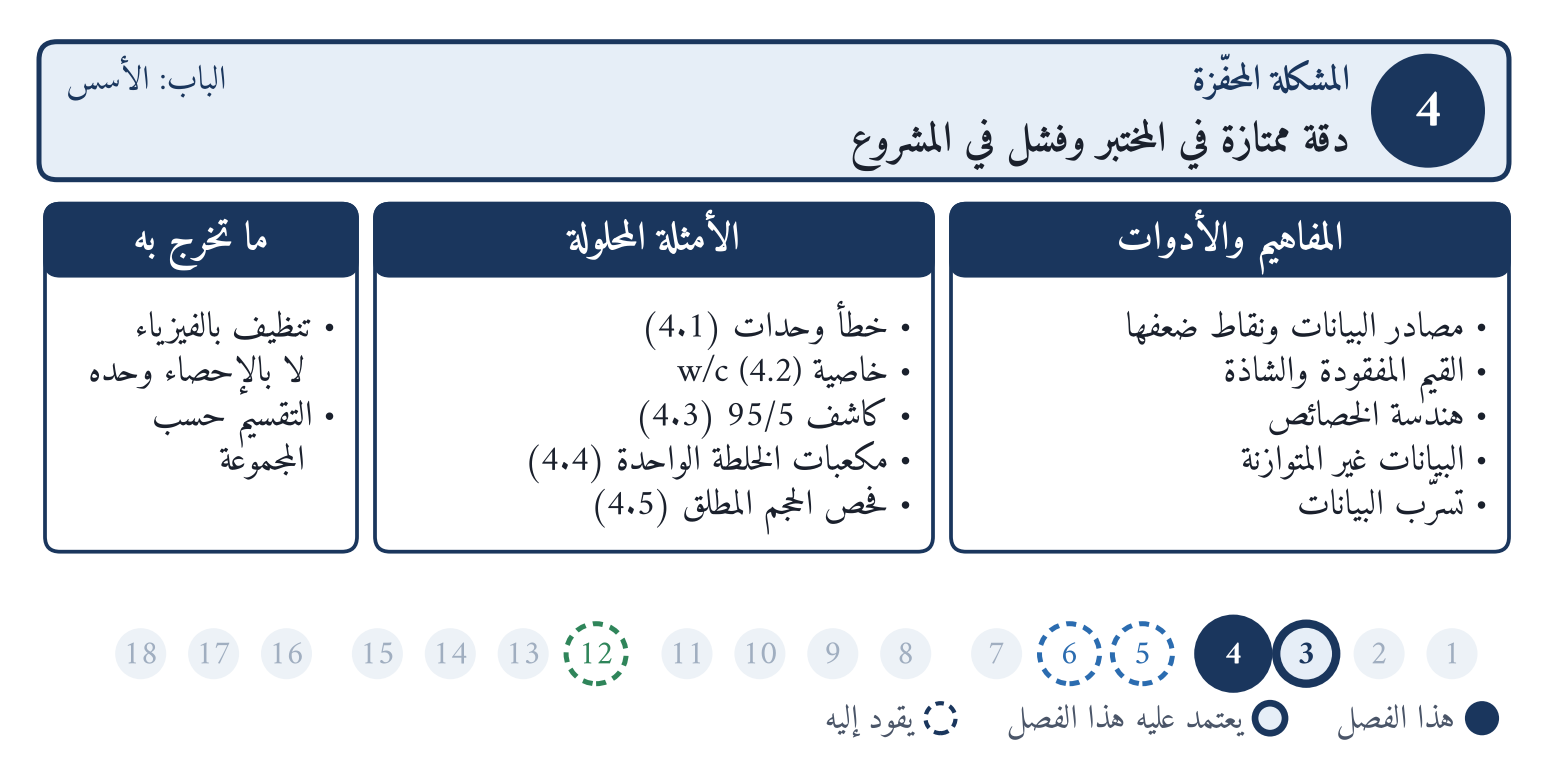 4
المشكلة المحفّزة
الباب: الأسس
دقة ممتازة في المختبر وفشل في المشروع
المفاهيم والأدوات
• مصادر البيانات ونقاط ضعفها
• القيم المفقودة والشاذة
• هندسة الخصائص
• البيانات غير المتوازنة
• تسرّب البيانات
الأمثلة المحلولة
• خطأ وحدات (4.1)
• خاصية w/c (4.2)
• كاشف 95/5 (4.3)
• مكعبات الخلطة الواحدة (4.4)
• فحص الحجم المطلق (4.5)
ما تخرج به
• تنظيف بالفيزياء
لا بالإحصاء وحده
• التقسيم حسب
المجموعة
1 2 3 4 5 6 7 8 9 10 11 12 13 14 15 16 17 18
هذا الفصل
يعتمد عليه هذا الفصل
يقود إليه